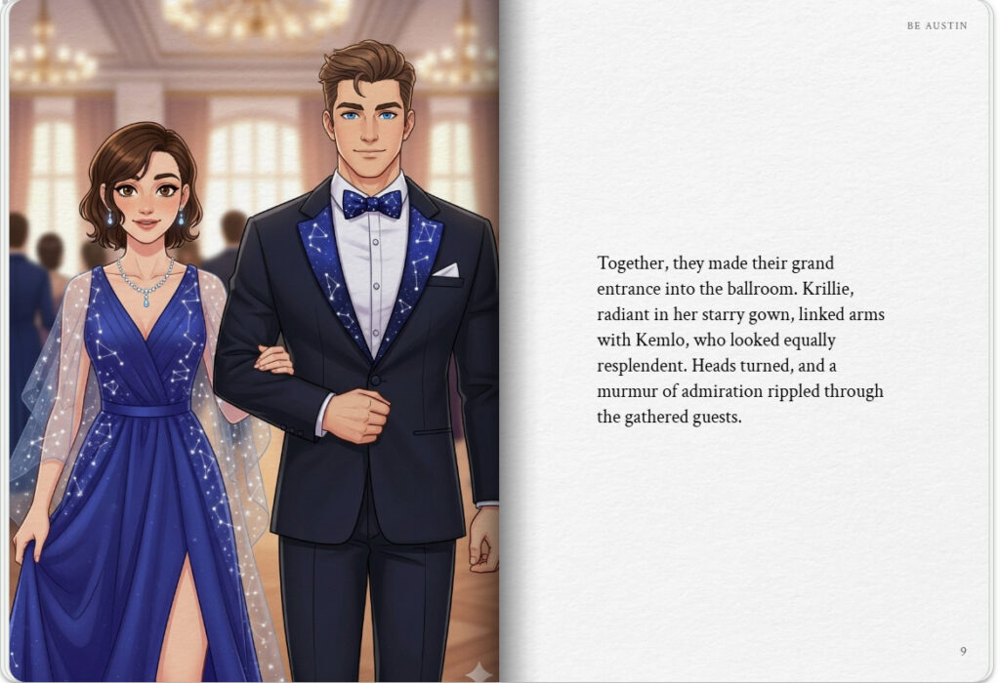 BE AUSTIN
Together, they made their grand
entrance into the ballroom. Krillie,
radiant in her starry gown, linked arms
with Kemlo, who looked equally
resplendent. Heads turned, and a
murmur of admiration rippled through
the gathered guests.
9